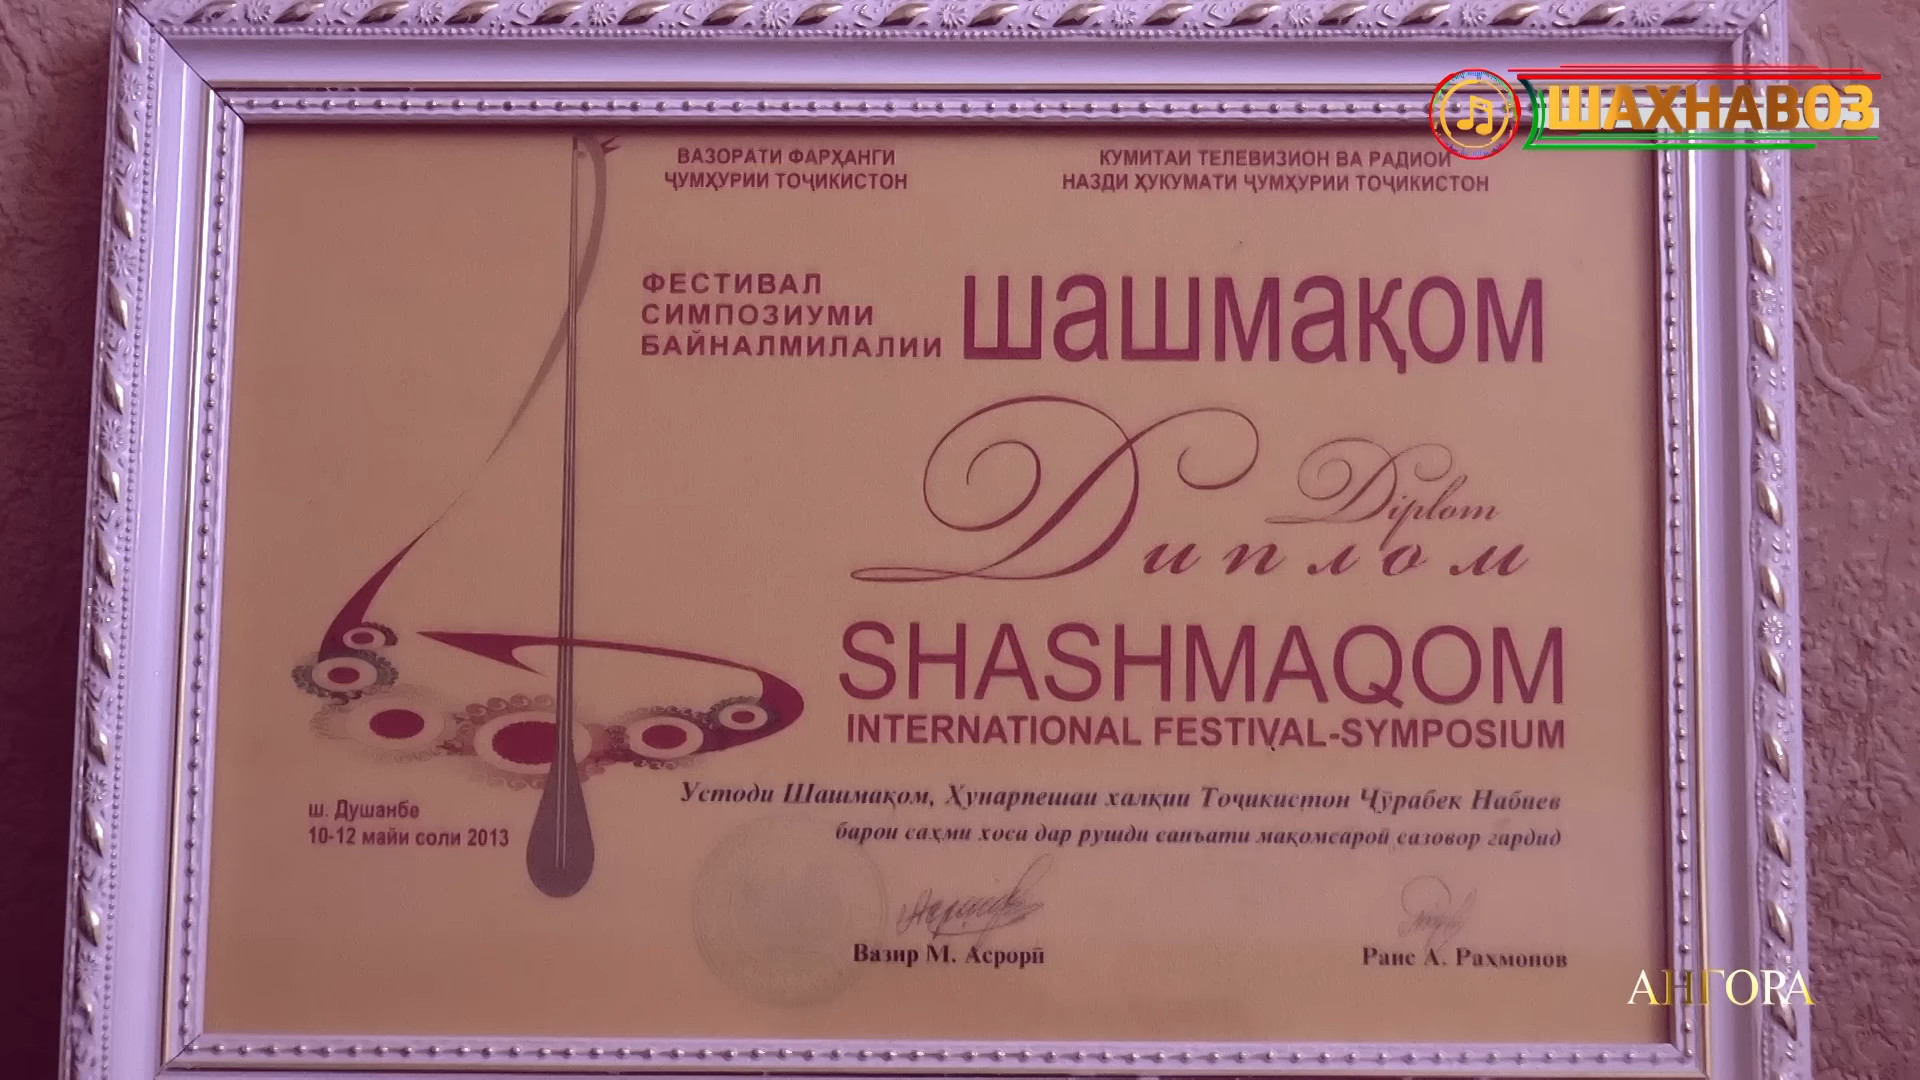 ШАҲНАВОЗ
ВАЗОРАТИ ФАРҲАНГИ
ҶУМҲУРИИ ТОҶИКИСТОН
КУМИТАИ ТЕЛЕВИЗИОН ВА РАДИОИ
НАЗДИ ҲУКУМАТИ ҶУМҲУРИИ ТОҶИКИСТОН
ФЕСТИВАЛ
СИМПОЗИУМИ
БАЙНАЛМИЛАЛИИ
шашмақом
Diplom
Диплом
SHASHMAQOM
INTERNATIONAL FESTIVAL-SYMPOSIUM
Устоди Шашмақом, Ҳунарпешаи халқии Тоҷикистон Ҷӯрабек Набиев
барои саҳми хоса дар рушди санъати мақомсароӣ сазовор гардид
ш. Душанбе
10-12 майи соли 2013
Вазир М. Асрорӣ
Раис А. Раҳмонов
АНГОРА